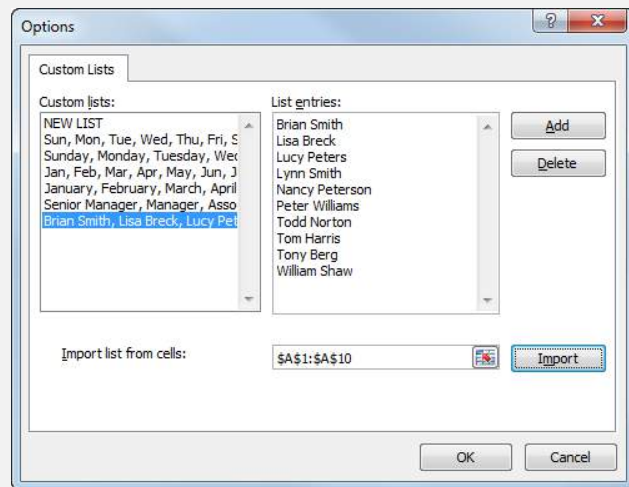 Options
Custom Lists
Custom lists:
NEW LIST
Sun, Mon, Tue, Wed, Thu, Fri, S
Sunday, Monday, Tuesday, Wed
Jan, Feb, Mar, Apr, May, Jun, J
January, February, March, April
Senior Manager, Manager, Asso
Brian Smith, Lisa Breck, Lucy Pet
List entries:
Brian Smith
Lisa Breck
Lucy Peters
Lynn Smith
Nancy Peterson
Peter Williams
Todd Norton
Tom Harris
Tony Berg
William Shaw
Add
Delete
Import list from cells:
$A$1:$A$10
Import
OK
Cancel